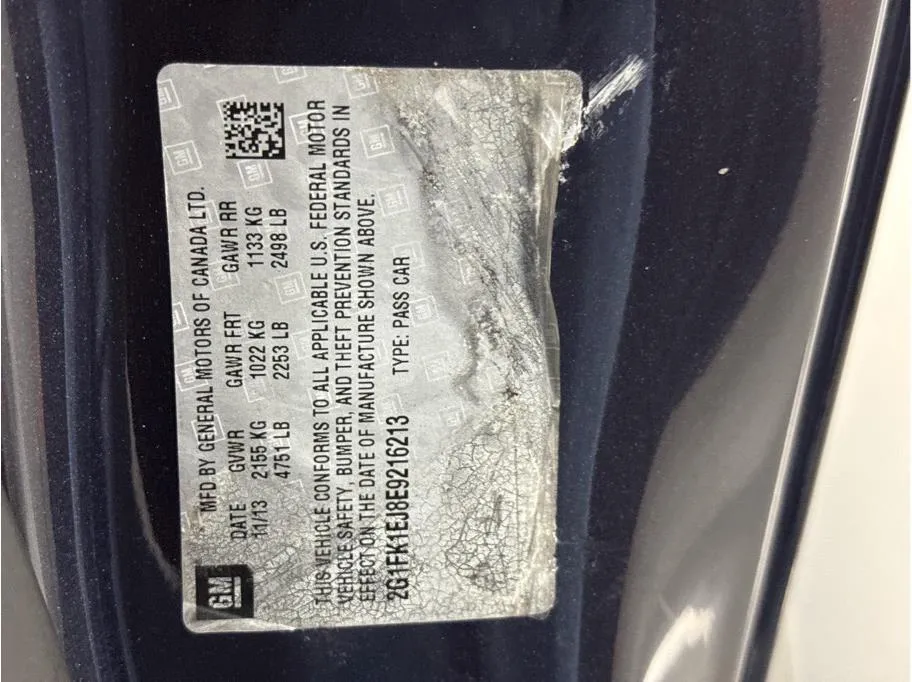 GM
MFD BY GENERAL MOTORS OF CANADA LTD.
DATE GVWR GAWR FRT GAWR RR
11/13 2155 KG 1022 KG 1133 KG
4751 LB 2253 LB 2498 LB
THIS VEHICLE CONFORMS TO ALL APPLICABLE U.S. FEDERAL MOTOR
VEHICLE SAFETY, BUMPER, AND THEFT PREVENTION STANDARDS IN
EFFECT ON THE DATE OF MANUFACTURE SHOWN ABOVE.
2G1FK1EJ8E9216213 TYPE: PASS CAR